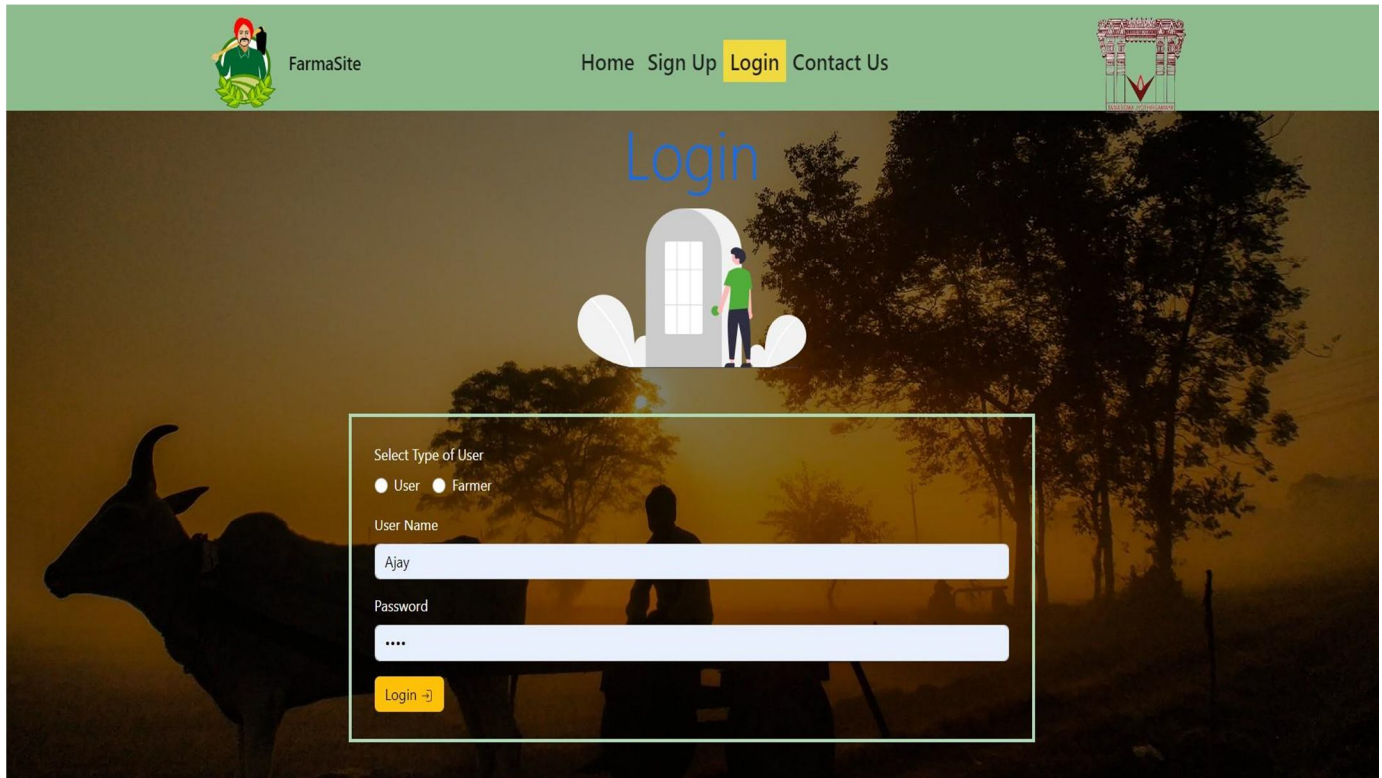 FarmaSite
Home Sign Up Login Contact Us
Login
Select Type of User
User Farmer
User Name
Ajay
Password
Login